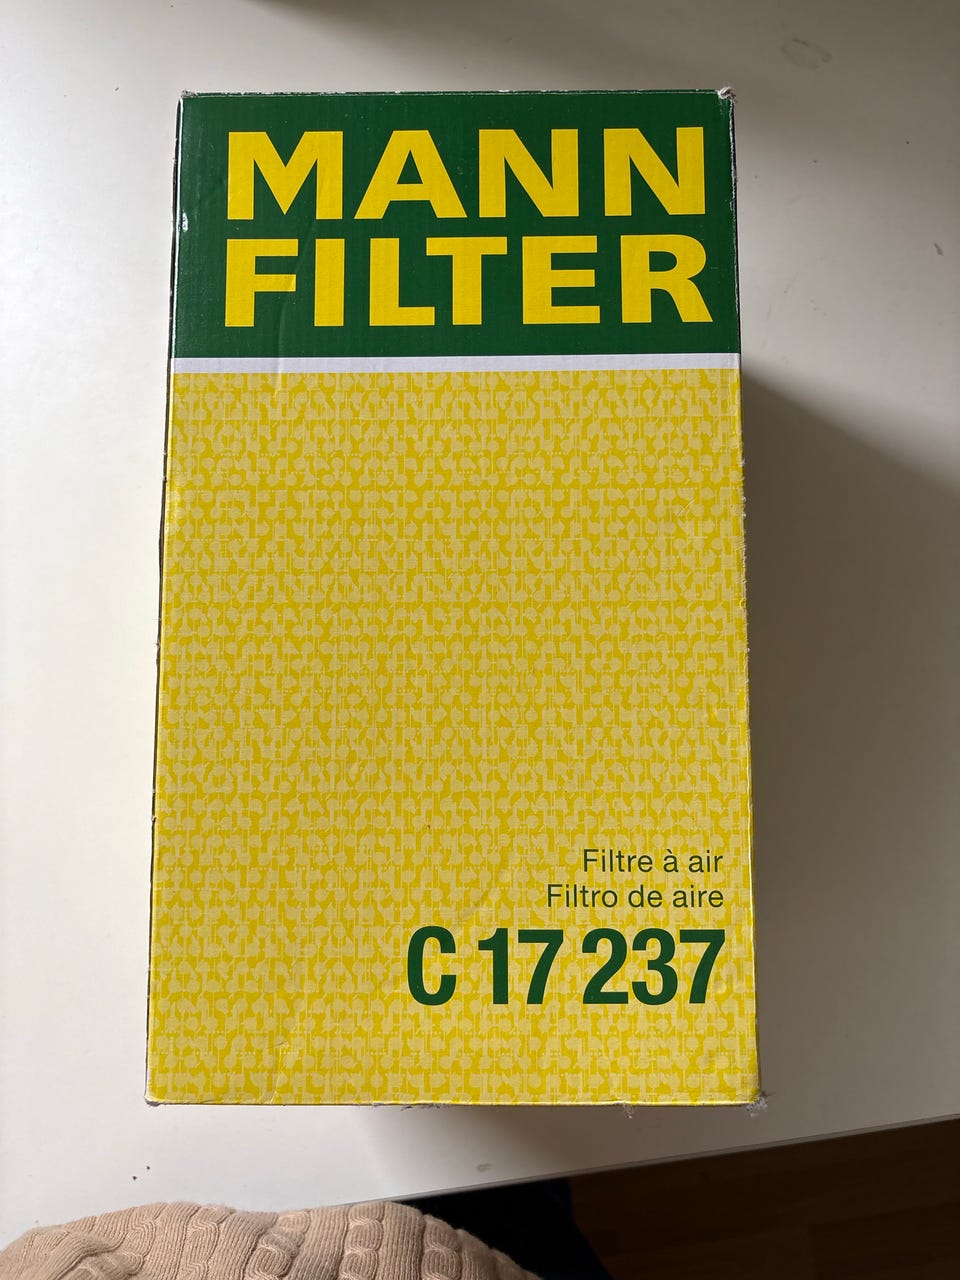 MANN
FILTER
Filtre à air
Filtro de aire
C 17 237